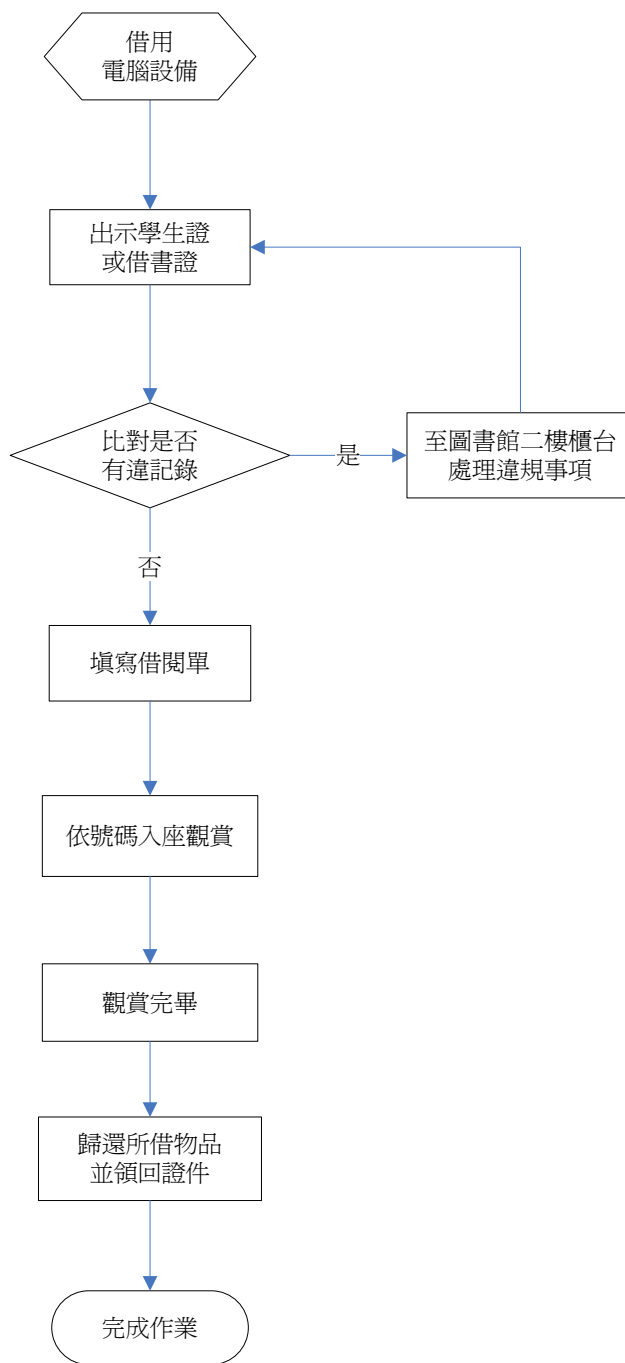 借用
電腦設備
出示學生證
或借書證
比對是否
有違記錄
是
至圖書館二樓櫃台
處理違規事項
否
填寫借閱單
依號碼入座觀賞
觀賞完畢
歸還所借物品
並領回證件
完成作業